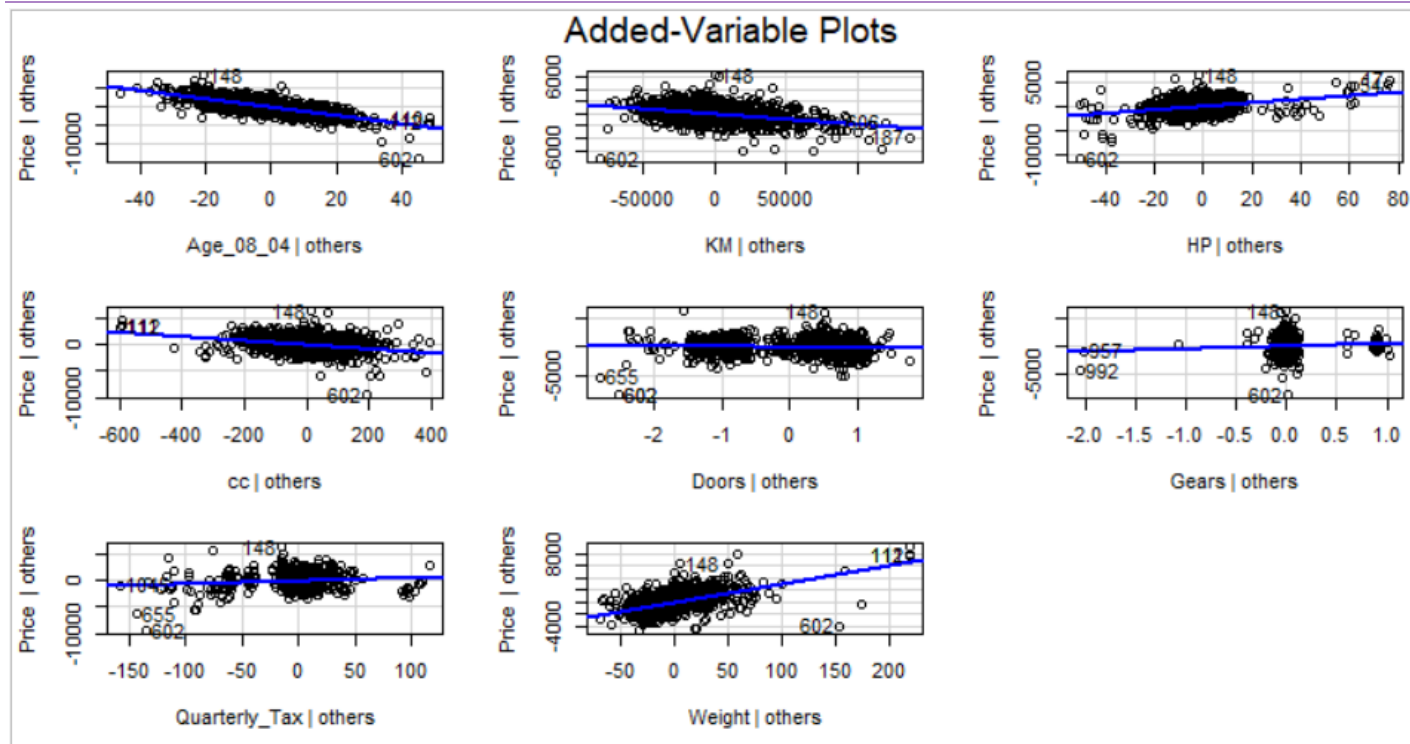 Added-Variable Plots
Price | others
-10000
148
602
-40 -20 0 20 40
Age_08_04 | others
Price | others
-6000 6000
148
187
602
-50000 0 50000
KM | others
Price | others
-10000 5000
148
602
-40 -20 0 20 40 60 80
HP | others
Price | others
-10000 0
148
602
-600 -400 -200 0 200 400
cc | others
Price | others
-5000
148
655
602
-2 -1 0 1
Doors | others
Price | others
-5000
148
957
992
602
-2.0 -1.5 -1.0 -0.5 0.0 0.5 1.0
Gears | others
Price | others
-10000 0
148
655
602
-150 -100 -50 0 50 100
Quarterly_Tax | others
Price | others
-4000 8000
148
602
-50 0 50 100 150 200
Weight | others